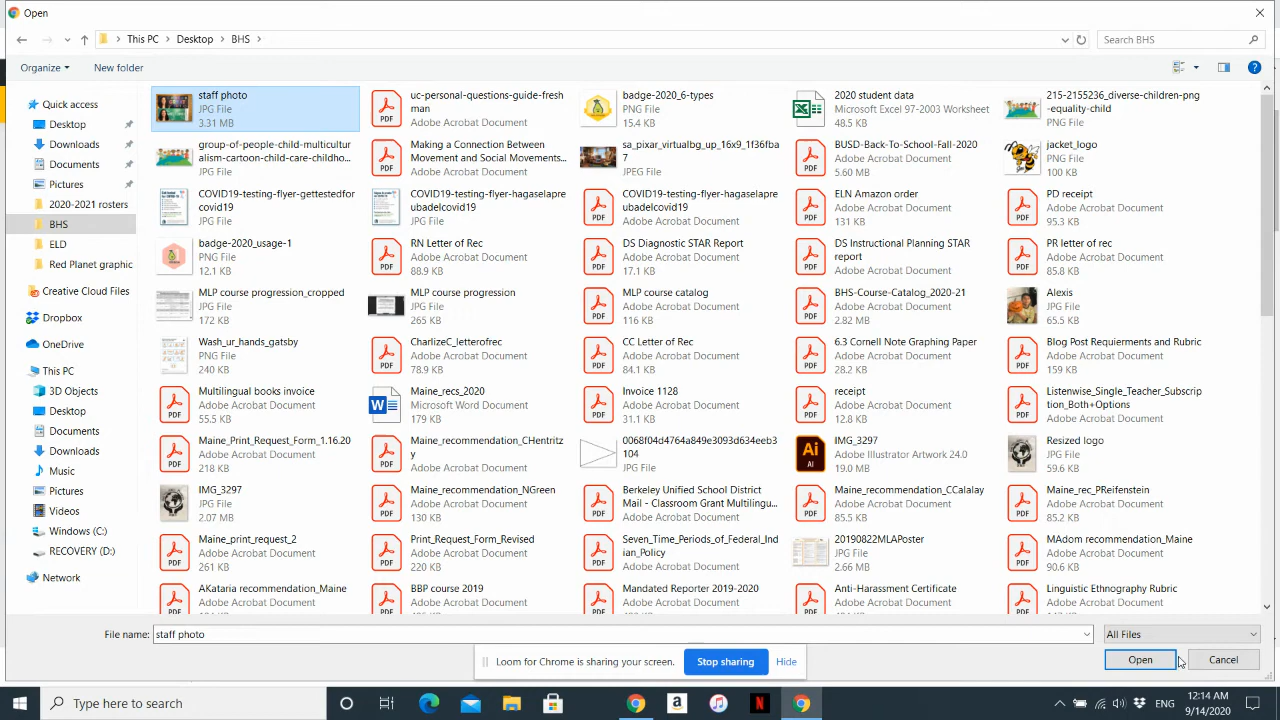 Open
This PC
Desktop
BHS
Search BHS
Organize
New folder
Quick access
Desktop
Downloads
Documents
Pictures
2020-2021 rosters
BHS
ELD
Red Planet graphic
Creative Cloud Files
Dropbox
OneDrive
This PC
3D Objects
Desktop
Documents
Downloads
Music
Pictures
Videos
Windows (C:)
RECOVERY (D:)
Network
staff photo
JPG File
3.31 MB
uc-personal-questions-guide-fresh
man
Adobe Acrobat Document
badge-2020_6-types
PNG File
15.4 KB
2020 student data
Microsoft Excel 97-2003 Worksheet
48.5 KB
215-2155236_diverse-children-png
-equality-child
PNG File
group-of-people-child-multicultur
alism-cartoon-child-care-childho...
JPG File
Making a Connection Between
Movement and Social Movements...
Adobe Acrobat Document
sa_pixar_virtualbg_up_16x9_1f36fba
7
JPEG File
BUSD-Back-To-School-Fall-2020
Adobe Acrobat Document
5.60 MB
jacket_logo
PNG File
100 KB
COVID19-testing-flyer-gettestedforcovid19
JPG File
COVID19-testing-flyer-hagaselapre
ubadelcovid19
JPG File
COVID19-testing-flyer-hagaselapre
ubadelcovid19
Adobe Acrobat Document
ELN Amazon order
Adobe Acrobat Document
131 KB
PD receipt
Adobe Acrobat Document
95.3 KB
badge-2020_usage-1
PNG File
12.1 KB
RN Letter of Rec
Adobe Acrobat Document
88.9 KB
DS Diagnostic STAR Report
Adobe Acrobat Document
17.1 KB
DS Instructional Planning STAR
report
Adobe Acrobat Document
PR letter of rec
Adobe Acrobat Document
85.8 KB
MLP course progression_cropped
JPG File
172 KB
MLP course progression
JPG File
265 KB
MLP course catalog
Adobe Acrobat Document
116 KB
BHS-Course-Catalog_2020-21
Adobe Acrobat Document
2.82 MB
Alexis
JPG File
65.5 KB
Wash_ur_hands_gatsby
PNG File
240 KB
CharlizeC_letterofrec
Adobe Acrobat Document
78.9 KB
CC Letter of Rec
Adobe Acrobat Document
84.1 KB
6.3 Cornell Note Graphing Paper
Adobe Acrobat Document
28.2 KB
Blog Post Requierments and Rubric
Adobe Acrobat Document
159 KB
Multilingual books invoice
Adobe Acrobat Document
55.5 KB
Maine_recs_2020
Microsoft Word Document
179 KB
Invoice 1128
Adobe Acrobat Document
31.1 KB
receipt
Adobe Acrobat Document
12.8 KB
Listenwise_Single_Teacher_Subscrip
tion_Both+Options
Adobe Acrobat Document
Maine_Print_Request_Form_1.16.20
Adobe Acrobat Document
218 KB
Maine_recommendation_CHentritz
y
Adobe Acrobat Document
0068f04d4764a849e3093d634eeb3
104
JPG File
IMG_3297
Adobe Illustrator Artwork 24.0
19.0 MB
Resized logo
JPG File
59.6 KB
IMG_3297
JPG File
2.07 MB
Maine_recommendation_NGreen
Adobe Acrobat Document
130 KB
Berkeley Unified School District
Mail - Classroom Grant Multilingu...
Adobe Acrobat Document
Maine_recommendation_CCalalay
Adobe Acrobat Document
85.5 KB
Maine_rec_PReifenstein
Adobe Acrobat Document
85.2 KB
Maine_print_request_2
Adobe Acrobat Document
261 KB
Print_Request_Form_Revised
Adobe Acrobat Document
220 KB
Seven_Time_Periods_of_Federal_Ind
ian_Policy
Adobe Acrobat Document
20190822MLAPoster
JPG File
2.66 MB
MAdom recommendation_Maine
Adobe Acrobat Document
90.6 KB
AKataria recommendation_Maine
Adobe Acrobat Document
BBP course 2019
Adobe Acrobat Document
Mandated Reporter 2019-2020
Adobe Acrobat Document
Anti-Harassment Certificate
Adobe Acrobat Document
Linguistic Ethnography Rubric
Adobe Acrobat Document
File name:
staff photo
All Files
Open
Cancel
Loom for Chrome is sharing your screen.
Stop sharing
Hide
Type here to search
ENG
12:14 AM
9/14/2020